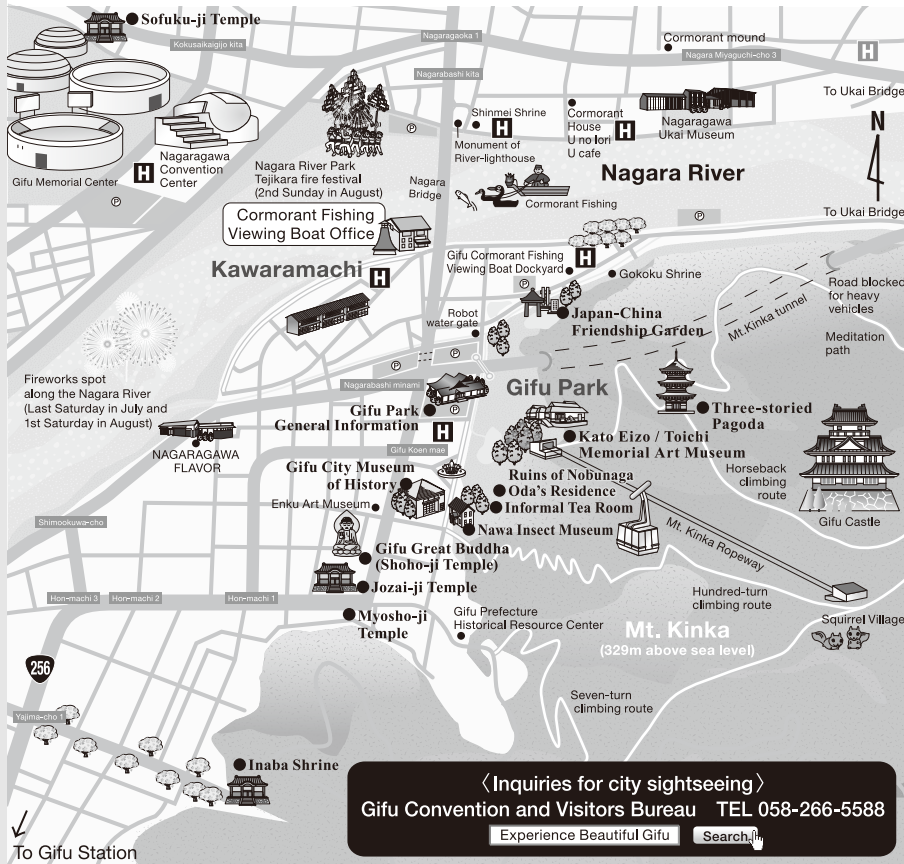 Sofuku-ji Temple
Kokusaikaigijo kita
Nagaragaoka 1
Cormorant mound
Nagara Miyaguchi-cho 3
H
To Ukai Bridge
Nagarabashi kita
Gifu Memorial Center
H
Nagaragawa
Convention
Center
P
Nagara River Park
Tejikara fire festival
(2nd Sunday in August)
P
Shinmei Shrine
H
Monument of
River-lighthouse
Cormorant
House
U no Iori
U cafe
H
Nagaragawa
Ukai Museum
N
Nagara River
Nagara
Bridge
Cormorant Fishing
P
To Ukai Bridge
Cormorant Fishing
Viewing Boat Office
Kawaramachi
H
Gifu Cormorant Fishing
Viewing Boat Dockyard
H
Gokoku Shrine
P
Japan-China
Friendship Garden
Robot
water gate
Mt.Kinka tunnel
Road blocked
for heavy
vehicles
Meditation
path
P
P
Fireworks spot
along the Nagara River
(Last Saturday in July and
1st Saturday in August)
Nagarabashi minami
Gifu Park
Gifu Park
General Information
P
H
Three-storied
Pagoda
Kato Eizo / Toichi
Memorial Art Museum
NAGARAGAWA
FLAVOR
Gifu Koen mae
Gifu City Museum
of History
Enku Art Museum
Ruins of Nobunaga
Oda's Residence
Informal Tea Room
Nawa Insect Museum
Horseback
climbing
route
Gifu Castle
Mt. Kinka Ropeway
Shimookuwa-cho
Gifu Great Buddha
(Shoho-ji Temple)
Jozai-ji Temple
Hon-machi 3
Hon-machi 2
Hon-machi 1
Myosho-ji
Temple
Gifu Prefecture
Historical Resource Center
Hundred-turn
climbing route
Squirrel Village
Mt. Kinka
(329m above sea level)
256
Seven-turn
climbing route
Yajima-cho 1
Inaba Shrine
To Gifu Station
〈Inquiries for city sightseeing〉
Gifu Convention and Visitors Bureau TEL 058-266-5588
Experience Beautiful Gifu
Search